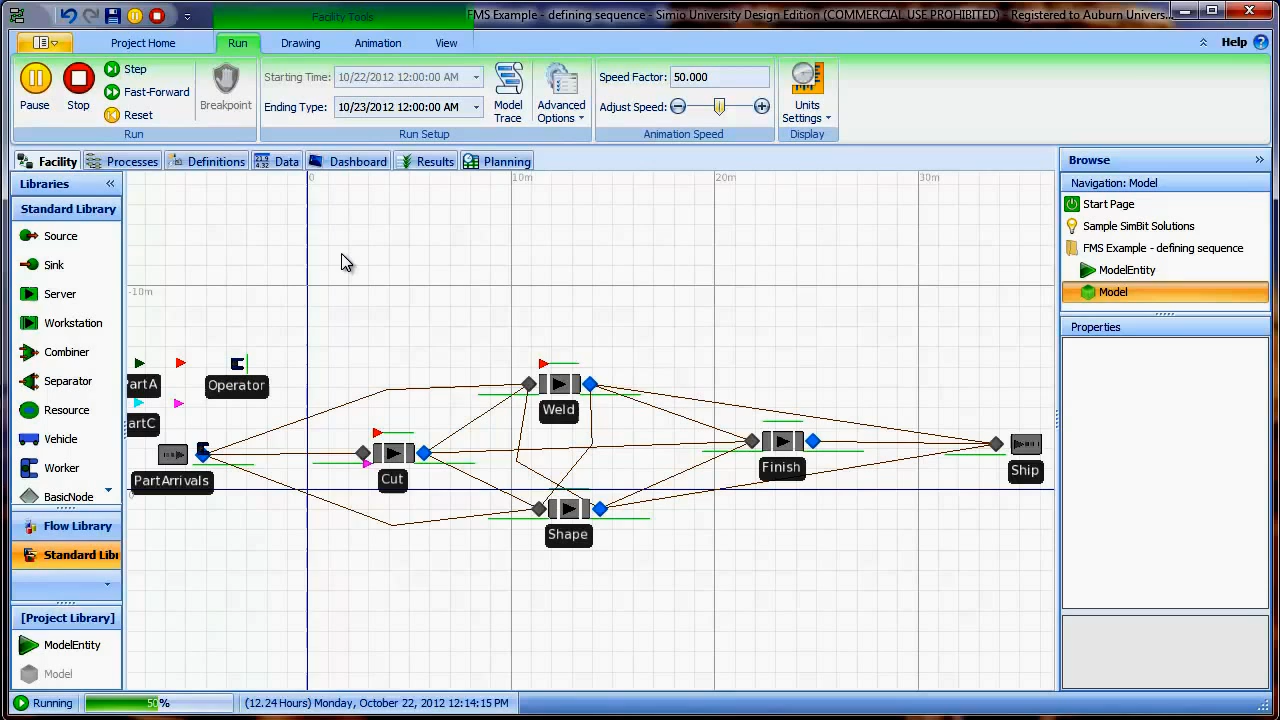 Facility Tools
FMS Example - defining sequence - Simio University Design Edition (COMMERCIAL USE PROHIBITED) - Registered to Auburn Univers...
Project Home
Run
Drawing
Animation
View
Help
Pause
Stop
Step
Fast-Forward
Reset
Breakpoint
Starting Time: 10/22/2012 12:00:00 AM
Ending Type: 10/23/2012 12:00:00 AM
Model Trace
Advanced Options
Speed Factor: 50.000
Adjust Speed:
Units Settings
Run
Run Setup
Animation Speed
Display
Facility
Processes
Definitions
Data
Dashboard
Results
Planning
Libraries
Standard Library
Source
Sink
Server
Workstation
Combiner
Separator
Resource
Vehicle
Worker
BasicNode
Flow Library
Standard Lib
[Project Library]
ModelEntity
Model
0
10m
20m
30m
-10m
0
artA
Operator
artC
PartArrivals
Cut
Weld
Shape
Finish
Ship
Browse
Navigation: Model
Start Page
Sample SimBit Solutions
FMS Example - defining sequence
ModelEntity
Model
Properties
Running
50%
(12.24 Hours) Monday, October 22, 2012 12:14:15 PM